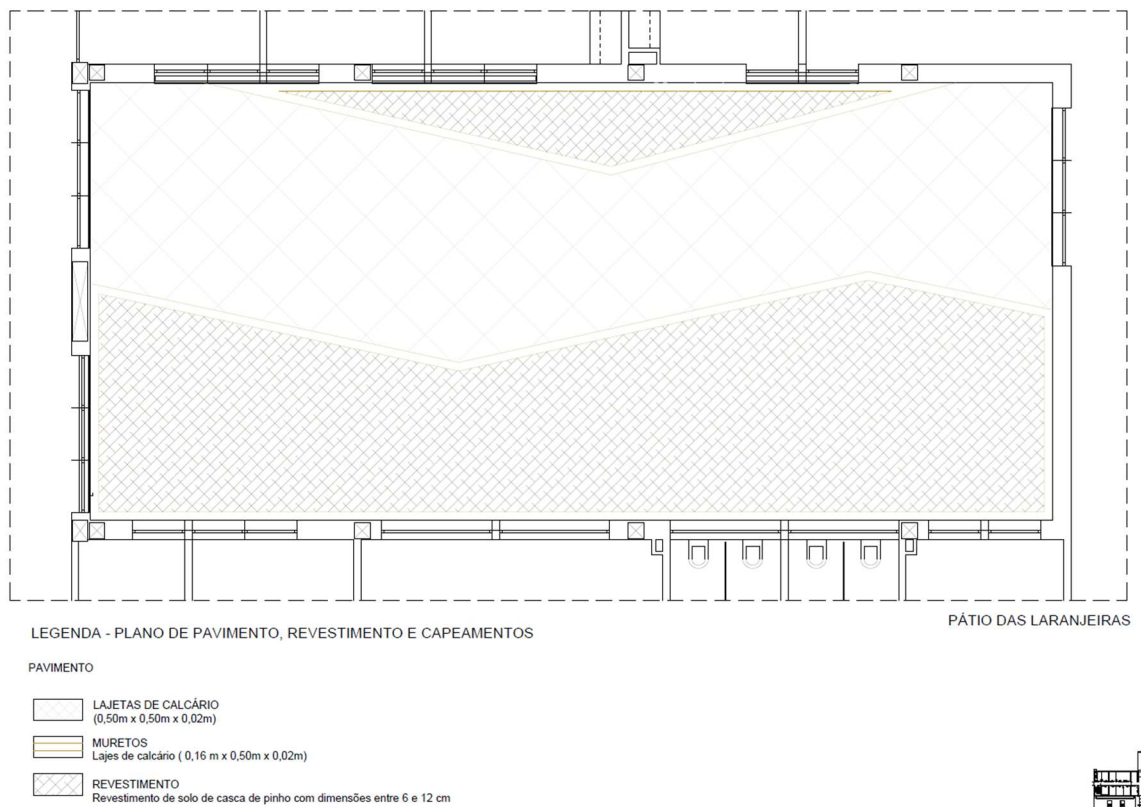 PÁTIO DAS LARANJEIRAS
LEGENDA - PLANO DE PAVIMENTO, REVESTIMENTO E CAPEAMENTOS
PAVIMENTO
LAJETAS DE CALCÁRIO
(0,50m x 0,50m x 0,02m)
MURETOS
Lajes de calcário ( 0,16 m x 0,50m x 0,02m)
REVESTIMENTO
Revestimento de solo de casca de pinho com dimensões entre 6 e 12 cm